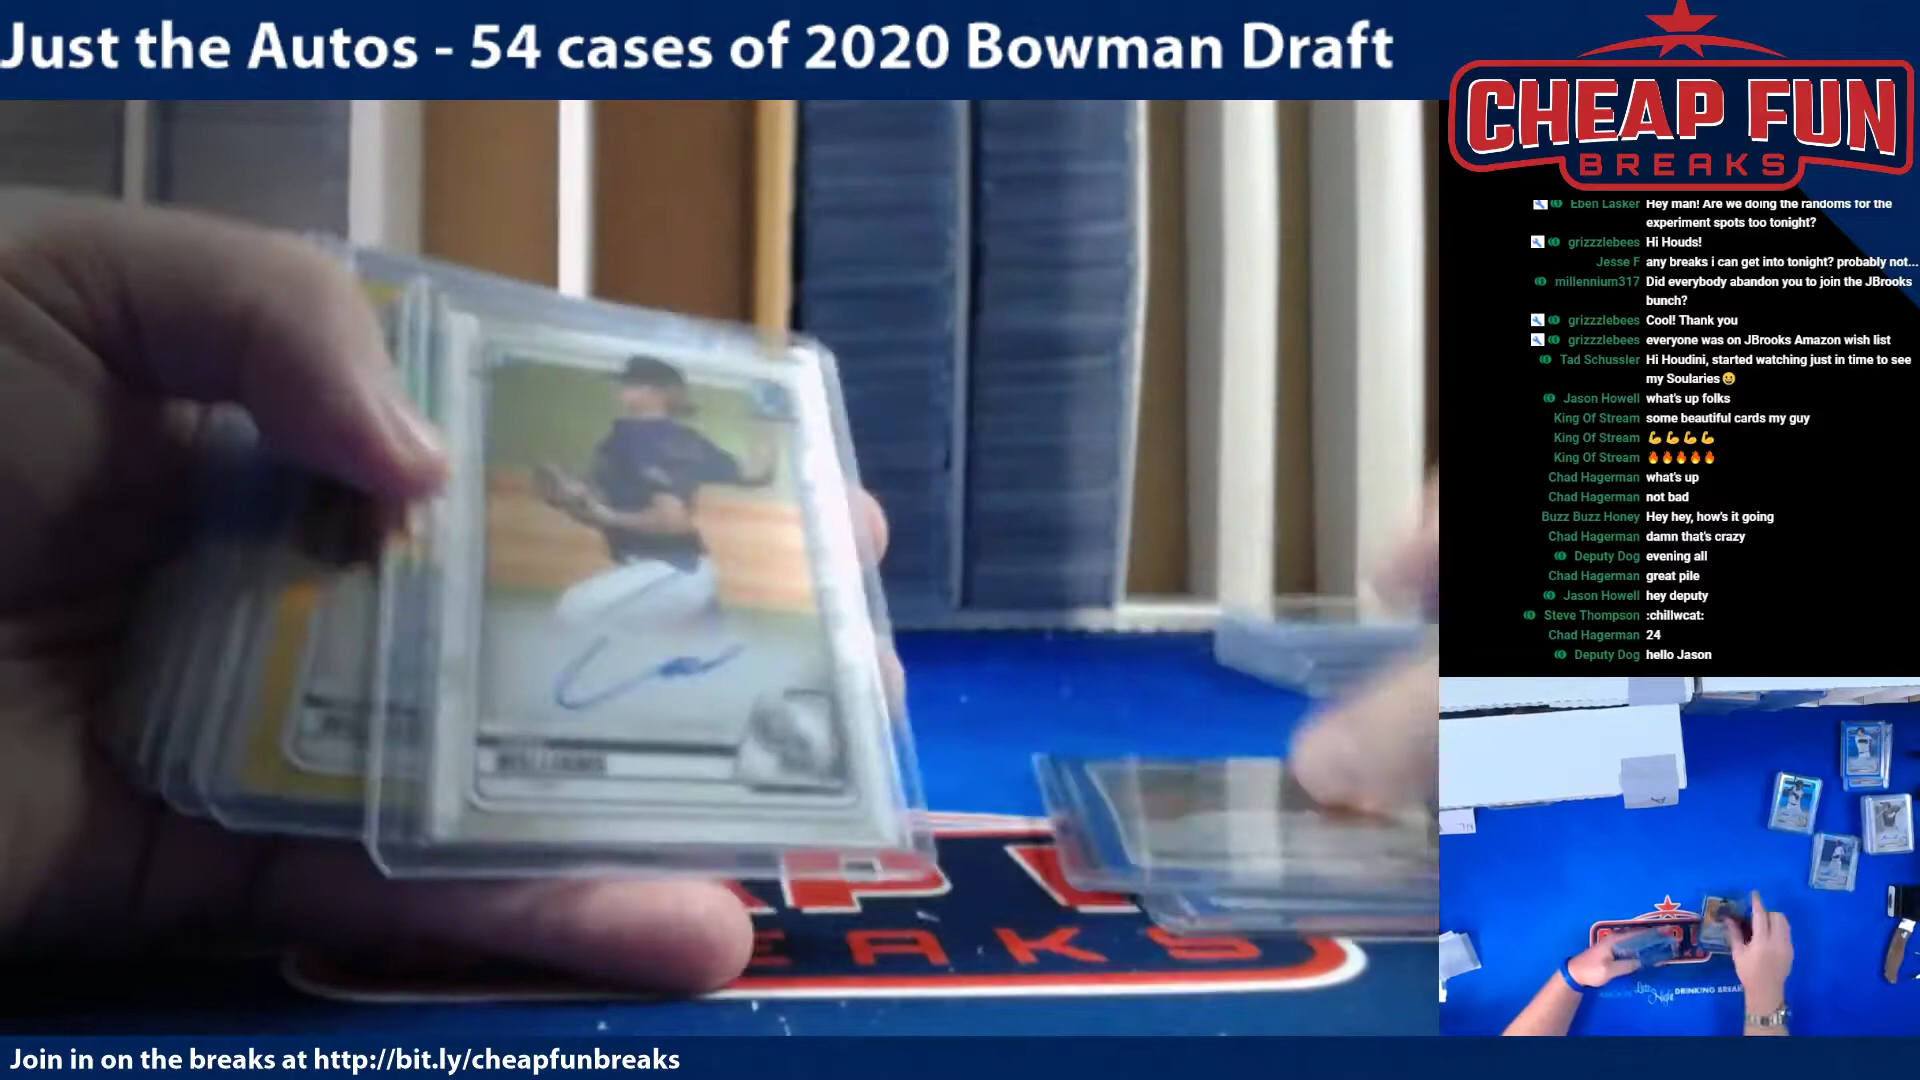 Just the Autos - 54 cases of 2020 Bowman Draft
CHEAP FUN
BREAKS
Eben Lasker Hey man! Are we doing the randoms for the
experiment spots too tonight?
grizzzlebees Hi Houds!
Jesse F any breaks i can get into tonight? probably not...
millennium317 Did everybody abandon you to join the JBrooks
bunch?
grizzzlebees Cool! Thank you
grizzzlebees everyone was on JBrooks Amazon wish list
Tad Schussler Hi Houdini, started watching just in time to see
my Soularies😆
Jason Howell what's up folks
King Of Stream some beautiful cards my guy
King Of Stream 💪💪💪💪
King Of Stream 🔥🔥🔥🔥🔥
Chad Hagerman what's up
Chad Hagerman not bad
Buzz Buzz Honey Hey hey, how's it going
Chad Hagerman damn that's crazy
Deputy Dog evening all
Chad Hagerman great pile
Jason Howell hey deputy
Steve Thompson :chillwcat:
Chad Hagerman 24
Deputy Dog hello Jason
WILLIAMS
EAKS
Late Night DRINKING BREAK
Join in on the breaks at http://bit.ly/cheapfunbreaks